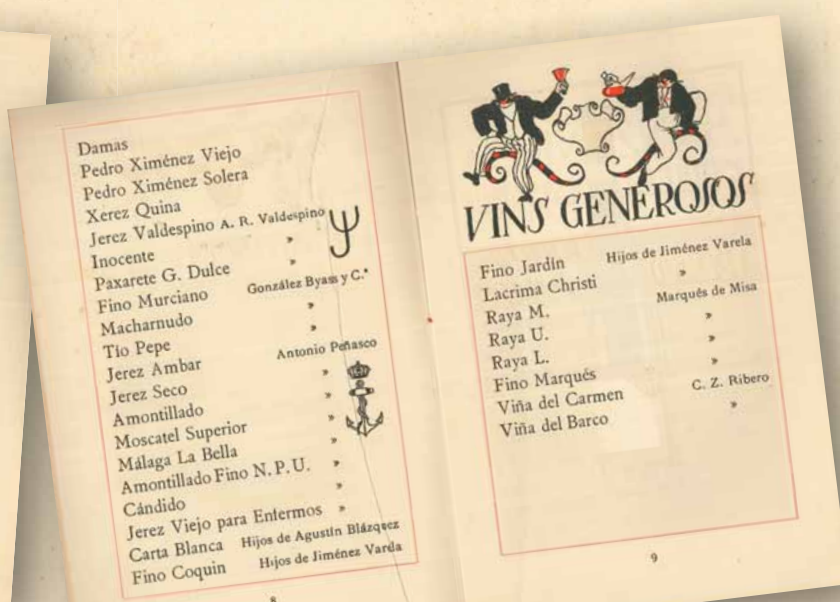 Damas
Pedro Ximénez Viejo
Pedro Ximénez Solera
Xerez Quina
Jerez Valdespino A. R. Valdespino
Inocente »
Paxarete G. Dulce »
Fino Murciano González Byass y C.ª
Macharnudo »
Tío Pepe »
Jerez Ambar Antonio Peñasco
Jerez Seco »
Amontillado »
Moscatel Superior »
Málaga La Bella »
Amontillado Fino N. P. U. »
Cándido »
Jerez Viejo para Enfermos »
Carta Blanca Hijos de Agustín Blázquez
Fino Coquin Hijos de Jiménez Varela
8
VINS GENEROSOS
Fino Jardín Hijos de Jiménez Varela
Lacrima Christi »
Raya M. Marqués de Misa
Raya U. »
Raya L. »
Fino Marqués »
Viña del Carmen C. Z. Ribero
Viña del Barco »
9